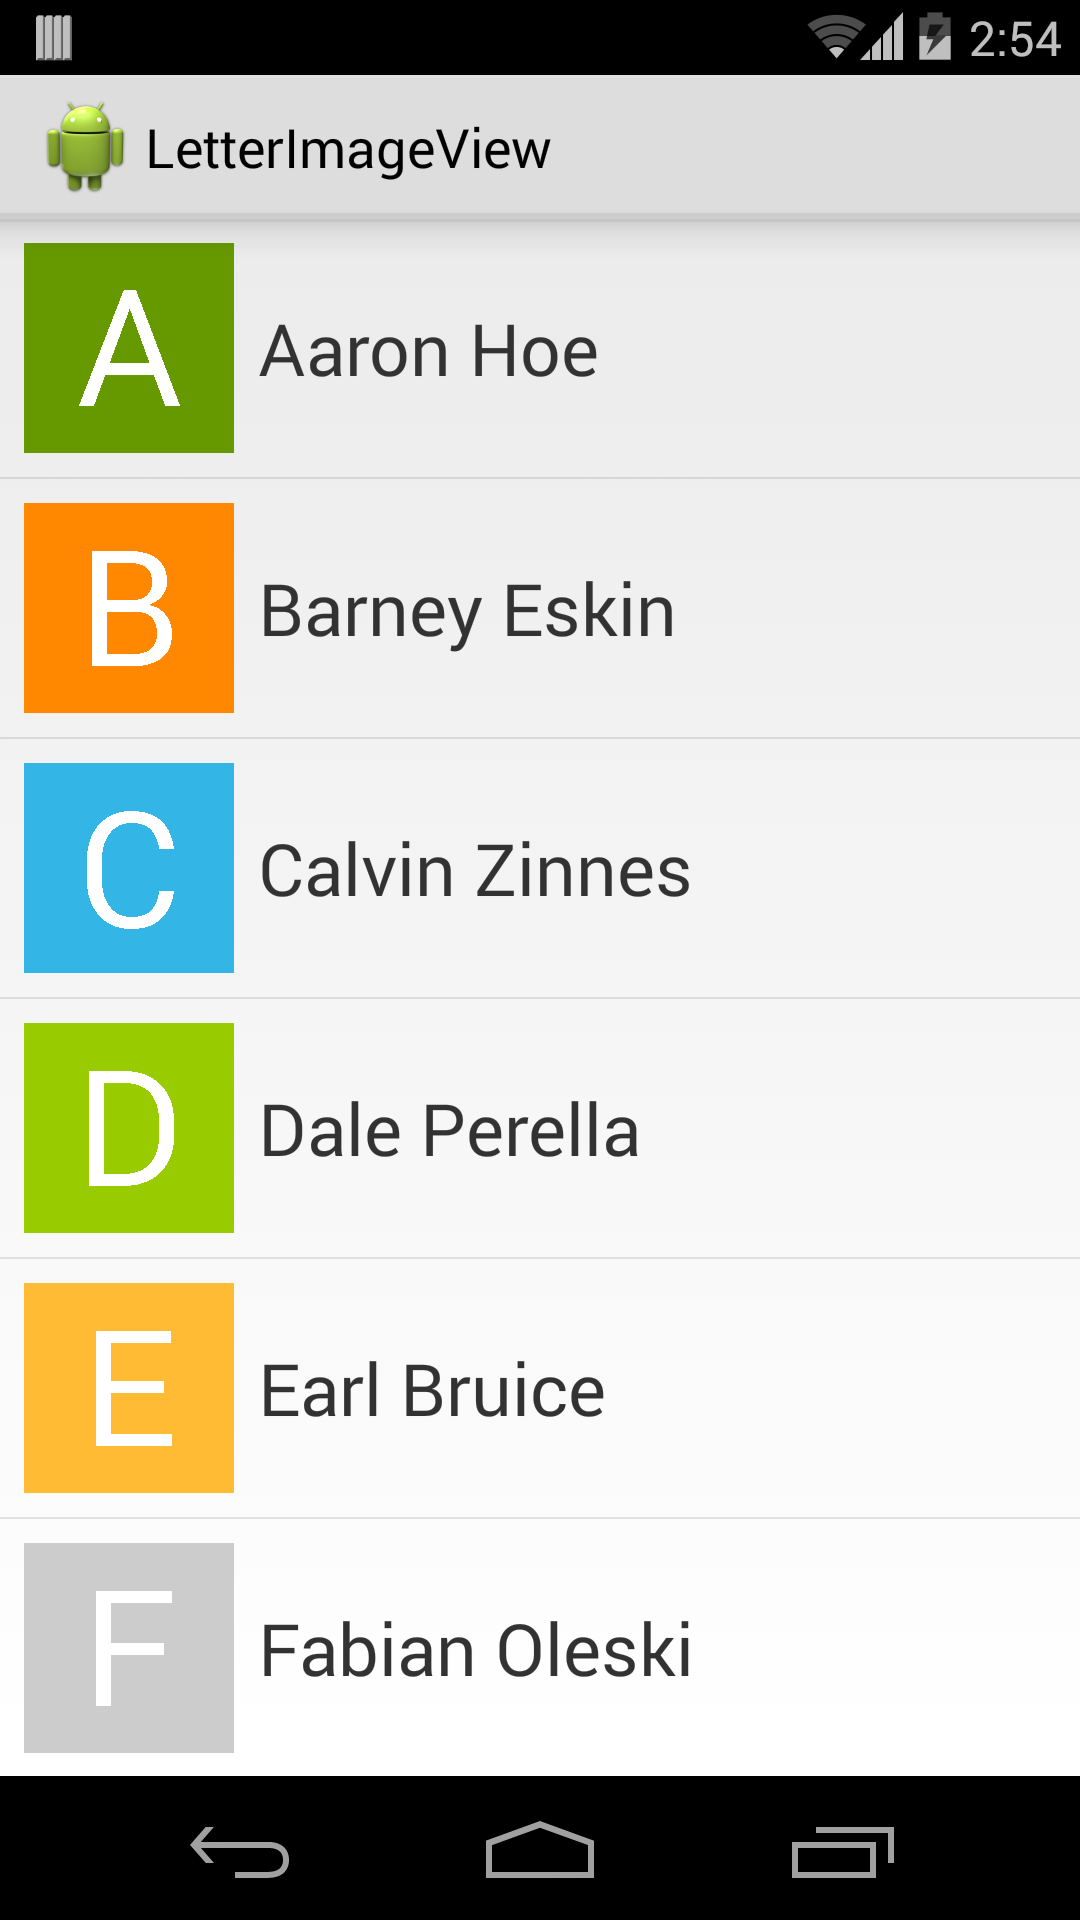 2:54
LetterImageView
A Aaron Hoe
B Barney Eskin
C Calvin Zinnes
D Dale Perella
E Earl Bruice
F Fabian Oleski